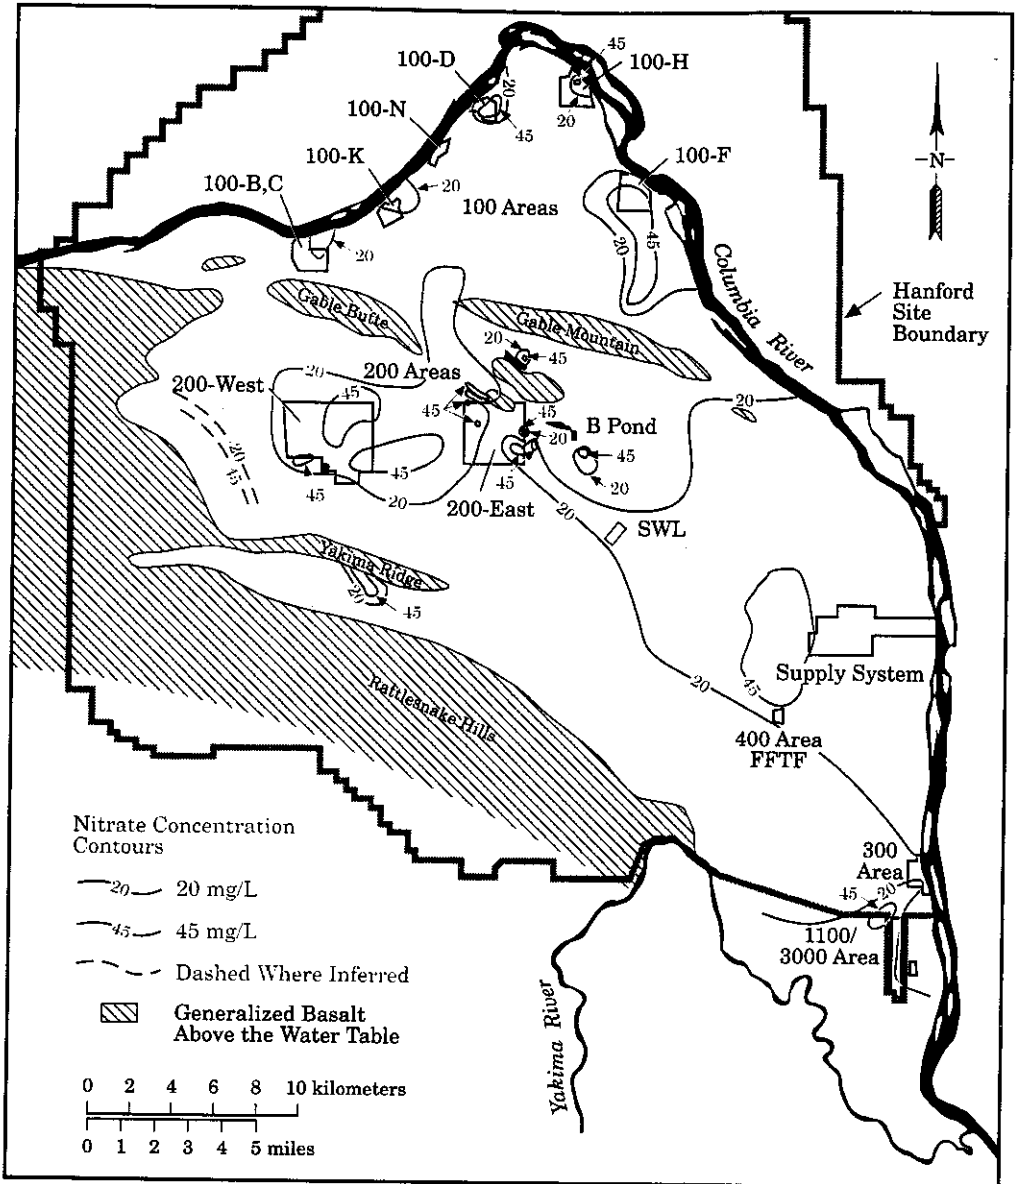 45
100-D
100-H
20
100-N
45
20
-N-
100-K
100-F
20
100-B,C
100 Areas
20
45
20
Columbia River
Hanford
Site
Boundary
Gable Butte
Gable Mountain
20
45
200 Areas
20
200-West
45
20
45
45
B Pond
20
20
45
45
45
20
45
45
20
200-East
20
SWL
Yakima Ridge
20
45
Supply System
20
45
Rattlesnake Hills
400 Area
FFTF
Nitrate Concentration
Contours
20 20 mg/L
45 45 mg/L
Dashed Where Inferred
Generalized Basalt
Above the Water Table
300
Area
45
20
1100/
3000 Area
Yakima River
0 2 4 6 8 10 kilometers
0 1 2 3 4 5 miles